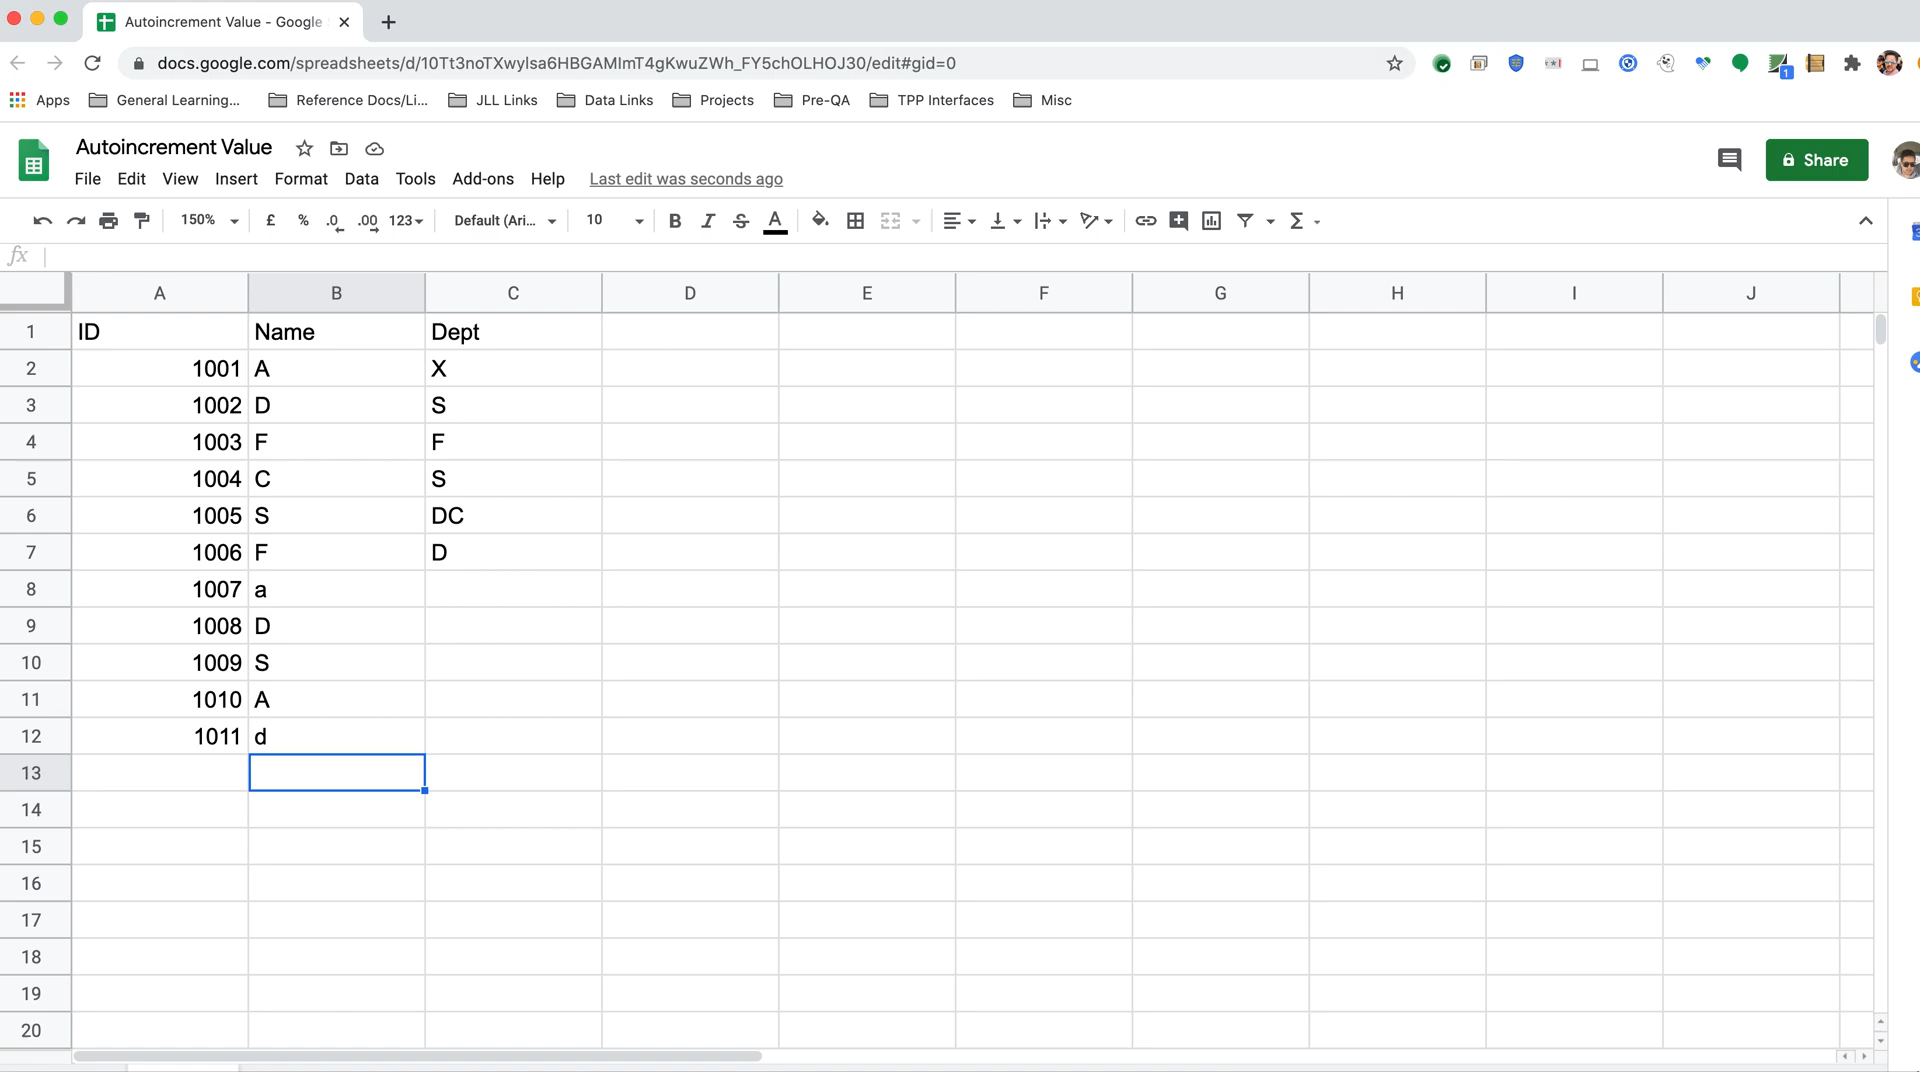 Autoincrement Value - Google
docs.google.com/spreadsheets/d/10Tt3noTXwylsa6HBGAMImT4gKwuZWh_FY5chOLHOJ30/edit#gid=0
Apps General Learning... Reference Docs/Li... JLL Links Data Links Projects Pre-QA TPP Interfaces Misc
Autoincrement Value
Share
File Edit View Insert Format Data Tools Add-ons Help Last edit was seconds ago
150% £ % .0 .00 123 Default (Ari... 10 B I S A Σ
fx
A B C D E F G H I J
1 ID Name Dept
2 1001 A X
3 1002 D S
4 1003 F F
5 1004 C S
6 1005 S DC
7 1006 F D
8 1007 a
9 1008 D
10 1009 S
11 1010 A
12 1011 d
13
14
15
16
17
18
19
20